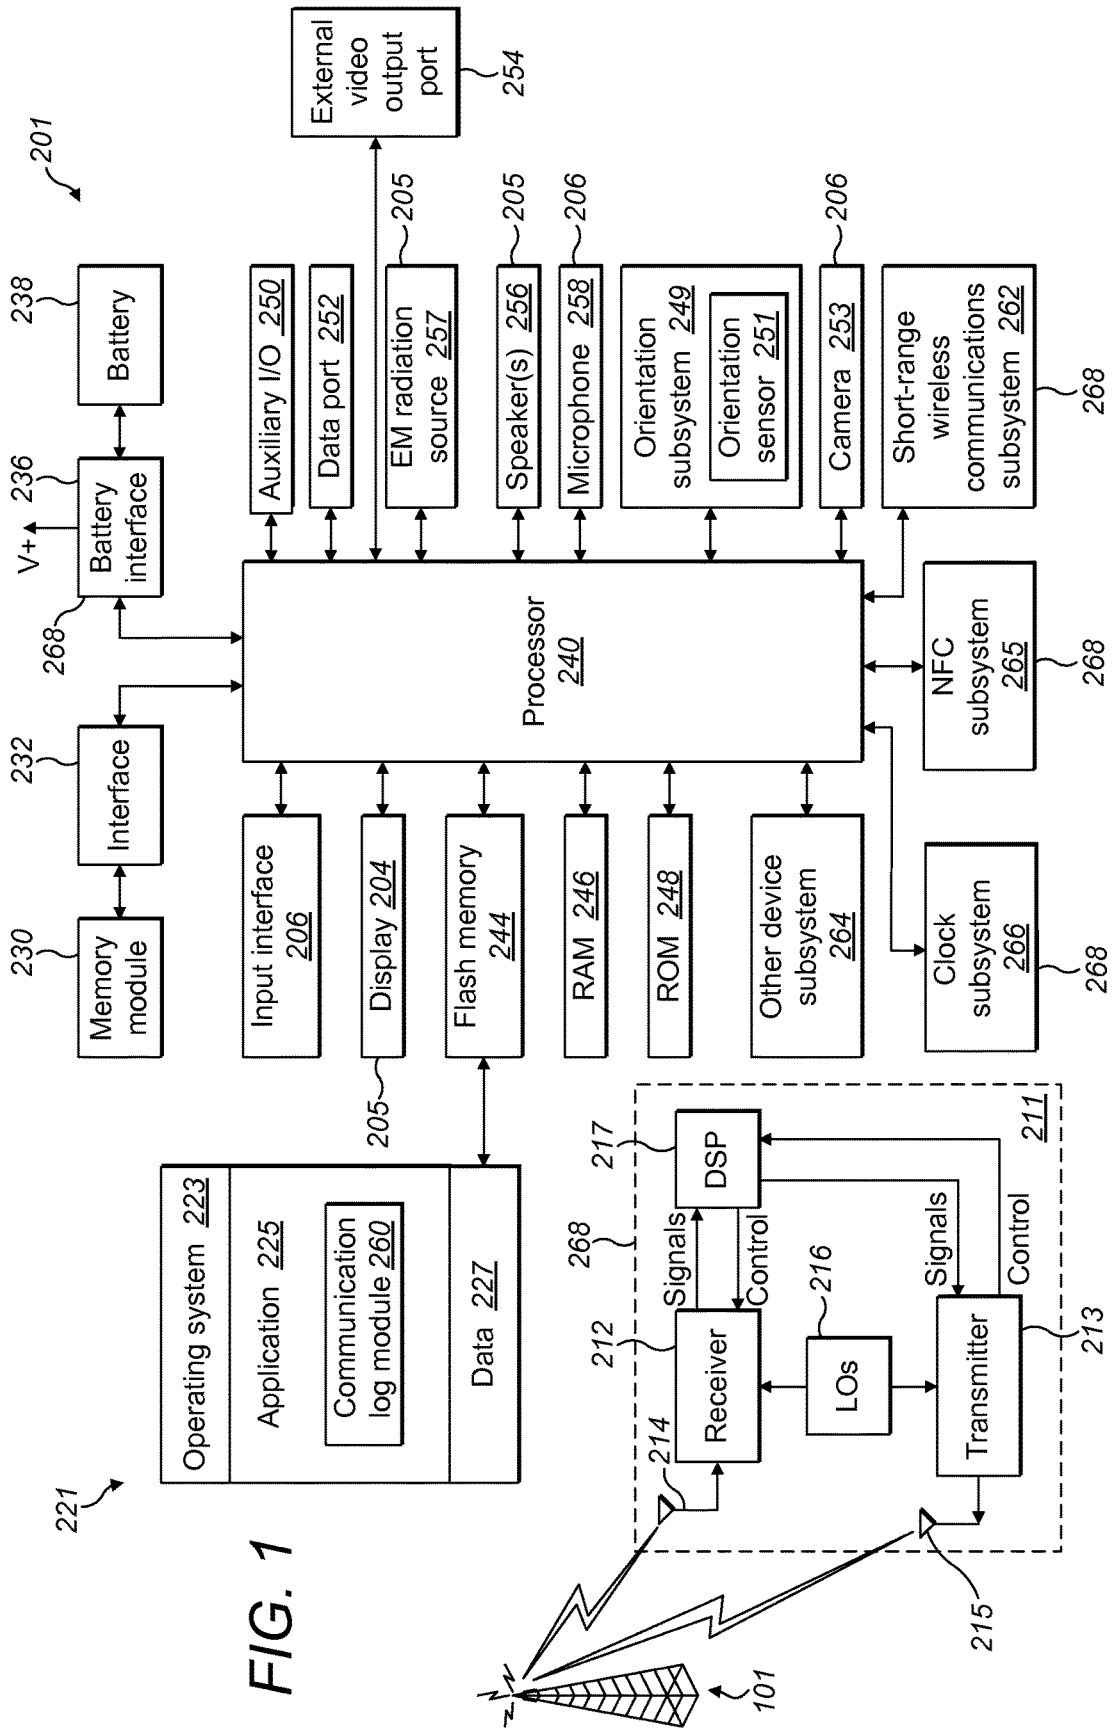 201
238
Battery
236
V+
Battery
interface
268
232
Interface
230
Memory
module
External
video
output
port
254
Auxiliary I/O 250
Data port 252
EM radiation
source 257
205
Speaker(s) 256
205
Microphone 258
206
Orientation
subsystem 249
Orientation
sensor 251
Camera 253
206
Short-range
wireless
communications
subsystem 262
268
Processor
240
NFC
subsystem
265
268
Input interface
206
Display 204
205
Flash memory
244
RAM 246
ROM 248
Other device
subsystem
264
Clock
subsystem
266
268
221
Operating system 223
Application 225
Communication
log module 260
Data 227
268
211
217
DSP
Signals
Control
212
Receiver
214
216
LOs
Signals
Control
Transmitter
213
215
101
FIG. 1